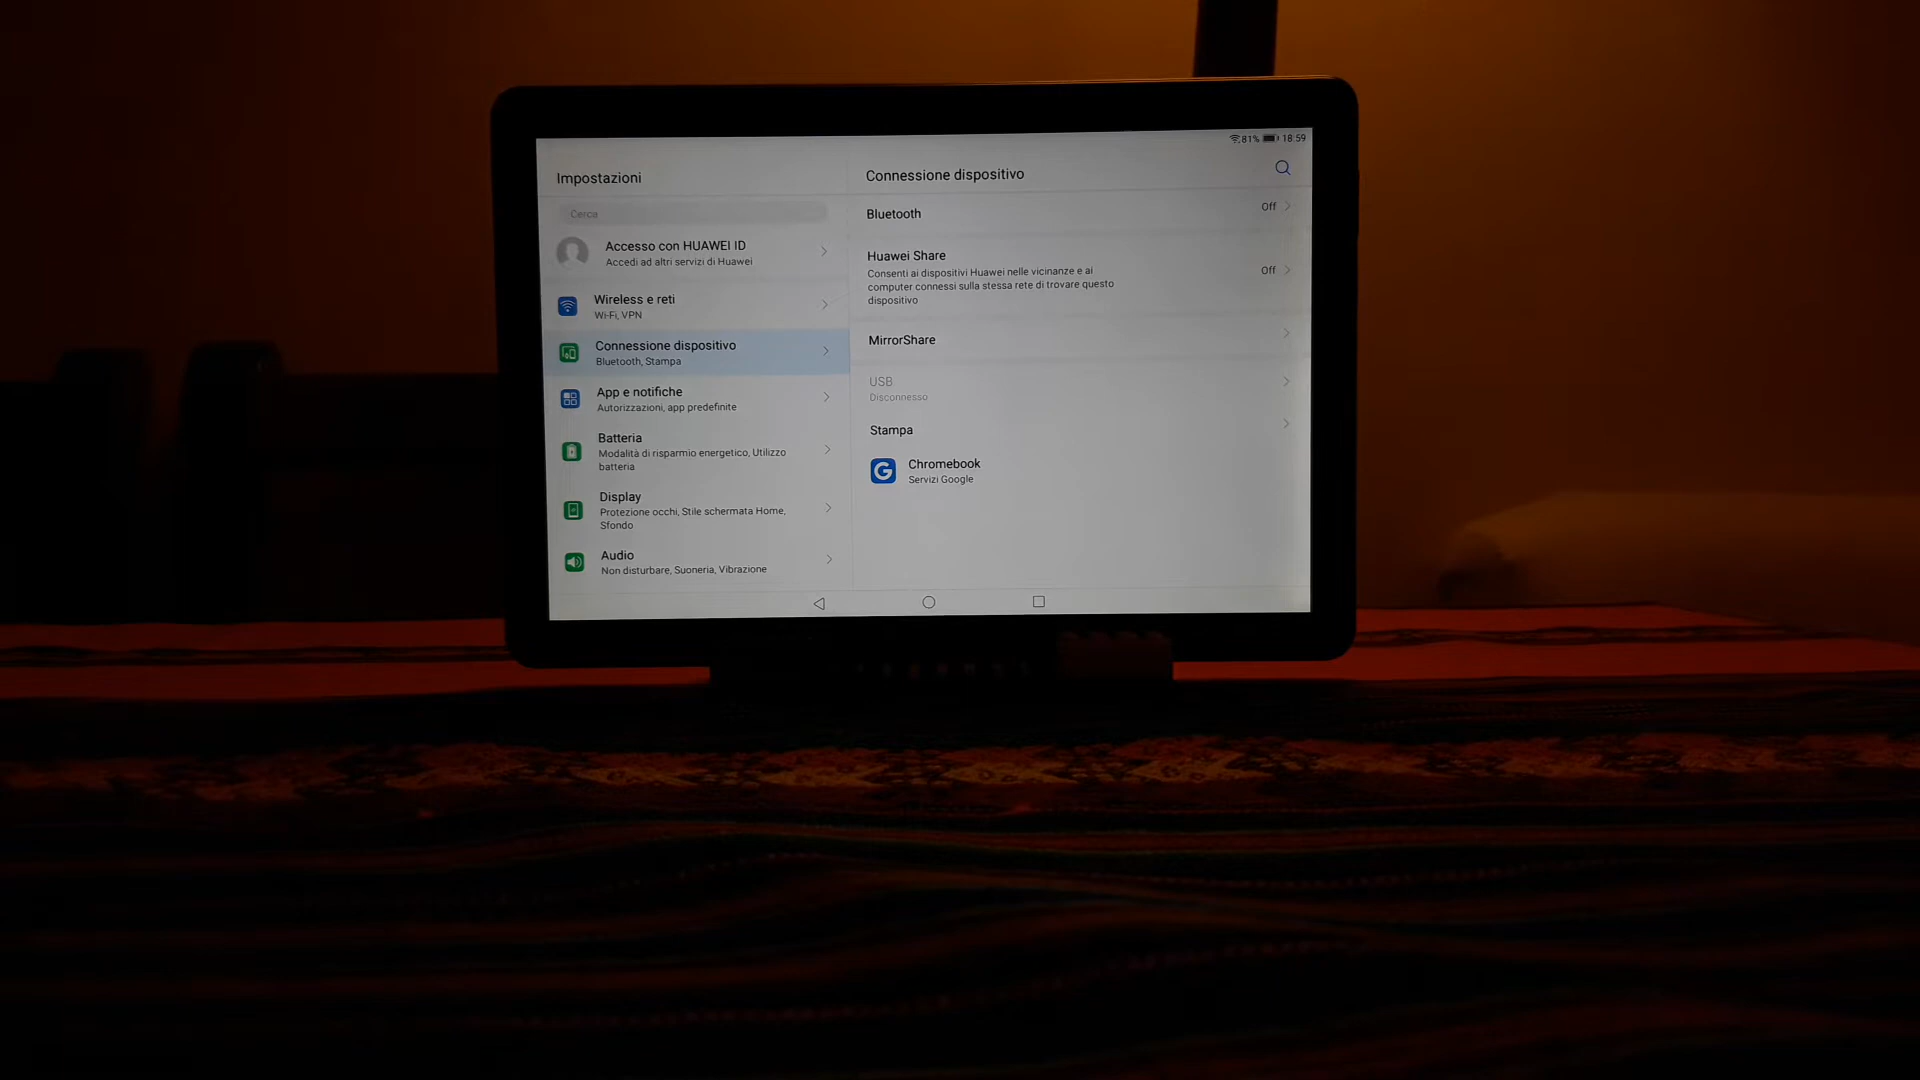 81% 18:59
Impostazioni
Cerca
Accesso con HUAWEI ID
Accedi ad altri servizi di Huawei
Wireless e reti
Wi-Fi, VPN
Connessione dispositivo
Bluetooth, Stampa
App e notifiche
Autorizzazioni, app predefinite
Batteria
Modalità di risparmio energetico, Utilizzo
batteria
Display
Protezione occhi, Stile schermata Home,
Sfondo
Audio
Non disturbare, Suoneria, Vibrazione
Connessione dispositivo
Bluetooth
Off
Huawei Share
Consenti ai dispositivi Huawei nelle vicinanze e ai
computer connessi sulla stessa rete di trovare questo
dispositivo
Off
MirrorShare
USB
Disconnesso
Stampa
G
Chromebook
Servizi Google